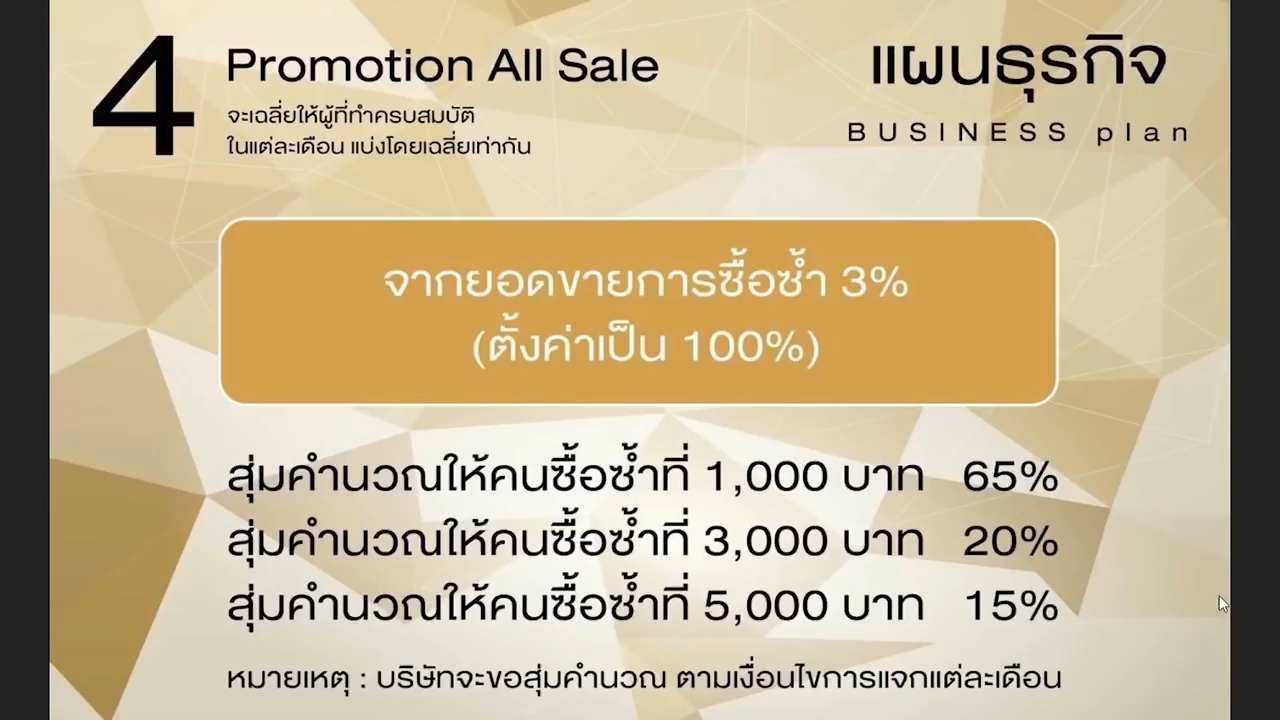 4
Promotion All Sale
จะเฉลี่ยให้ผู้ที่ทำครบสมบัติ
ในแต่ละเดือน แบ่งโดยเฉลี่ยเท่ากัน
แผนธุรกิจ
BUSINESS plan
จากยอดขายการซื้อซ้ำ 3%
(ตั้งค่าเป็น 100%)
สุ่มคำนวณให้คนซื้อซ้ำที่ 1,000 บาท 65%
สุ่มคำนวณให้คนซื้อซ้ำที่ 3,000 บาท 20%
สุ่มคำนวณให้คนซื้อซ้ำที่ 5,000 บาท 15%
หมายเหตุ : บริษัทจะขอสุ่มคำนวณ ตามเงื่อนไขการแจกแต่ละเดือน